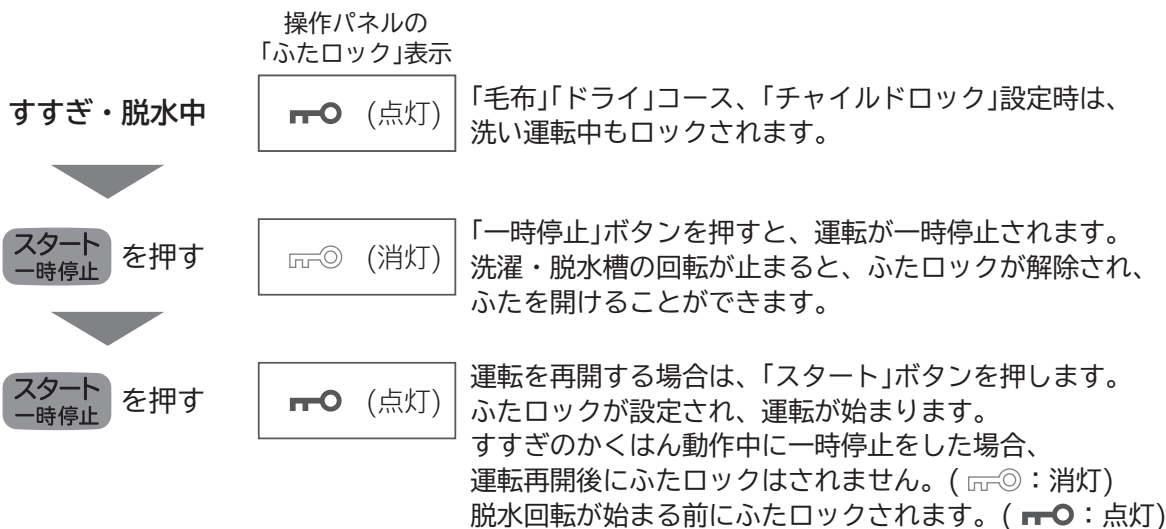 操作パネルの
「ふたロック」表示
すすぎ・脱水中
(点灯)
「毛布」「ドライ」コース、「チャイルドロック」設定時は、
洗い運転中もロックされます。
スタート
一時停止
を押す
(消灯)
「一時停止」ボタンを押すと、運転が一時停止されます。
洗濯・脱水槽の回転が止まると、ふたロックが解除され、
ふたを開けることができます。
スタート
一時停止
を押す
(点灯)
運転を再開する場合は、「スタート」ボタンを押します。
ふたロックが設定され、運転が始まります。
すすぎのかくはん動作中に一時停止をした場合、
運転再開後にふたロックはされません。( :消灯)
脱水回転が始まる前にふたロックされます。( :点灯)